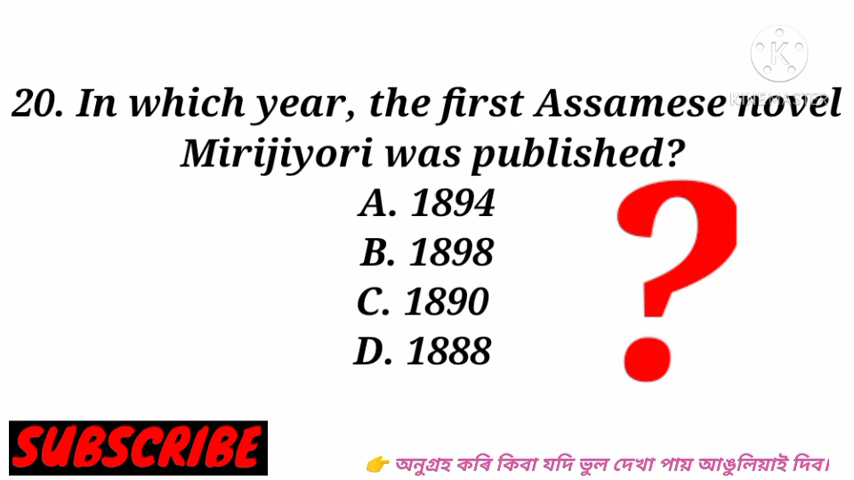 20. In which year, the first Assamese novel
Mirijiyori was published?
A. 1894
B. 1898
C. 1890
D. 1888
?
K
KINEMASTER
SUBSCRIBE
👉 অনুগ্ৰহ কৰি কিবা যদি ভুল দেখা পায় আঙুলিয়াই দিব।